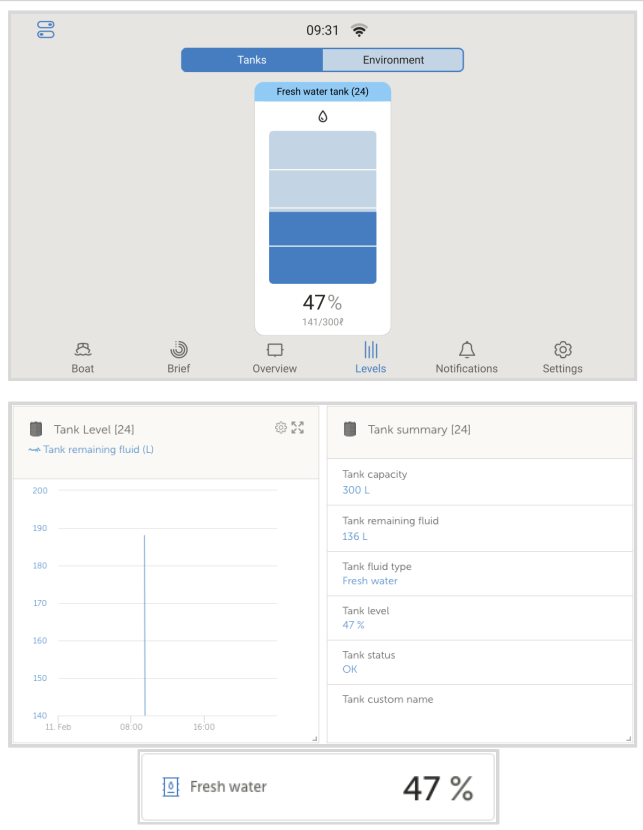 09:31
Tanks Environment
Fresh water tank (24)
47%
141/300ℓ
Boat Brief Overview Levels Notifications Settings
Tank Level [24]
Tank remaining fluid (L)
200
190
180
170
160
150
140
11. Feb 08:00 16:00
Tank summary [24]
Tank capacity
300 L
Tank remaining fluid
136 L
Tank fluid type
Fresh water
Tank level
47 %
Tank status
OK
Tank custom name
Fresh water 47 %